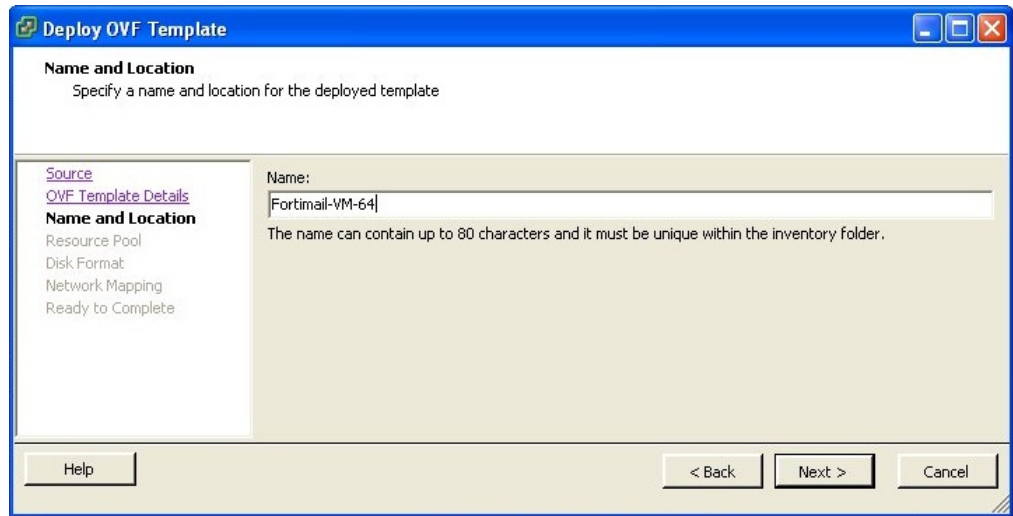 Deploy OVF Template
Name and Location
Specify a name and location for the deployed template
Source
OVF Template Details
Name and Location
Resource Pool
Disk Format
Network Mapping
Ready to Complete
Name:
Fortimail-VM-64
The name can contain up to 80 characters and it must be unique within the inventory folder.
Help
< Back
Next >
Cancel